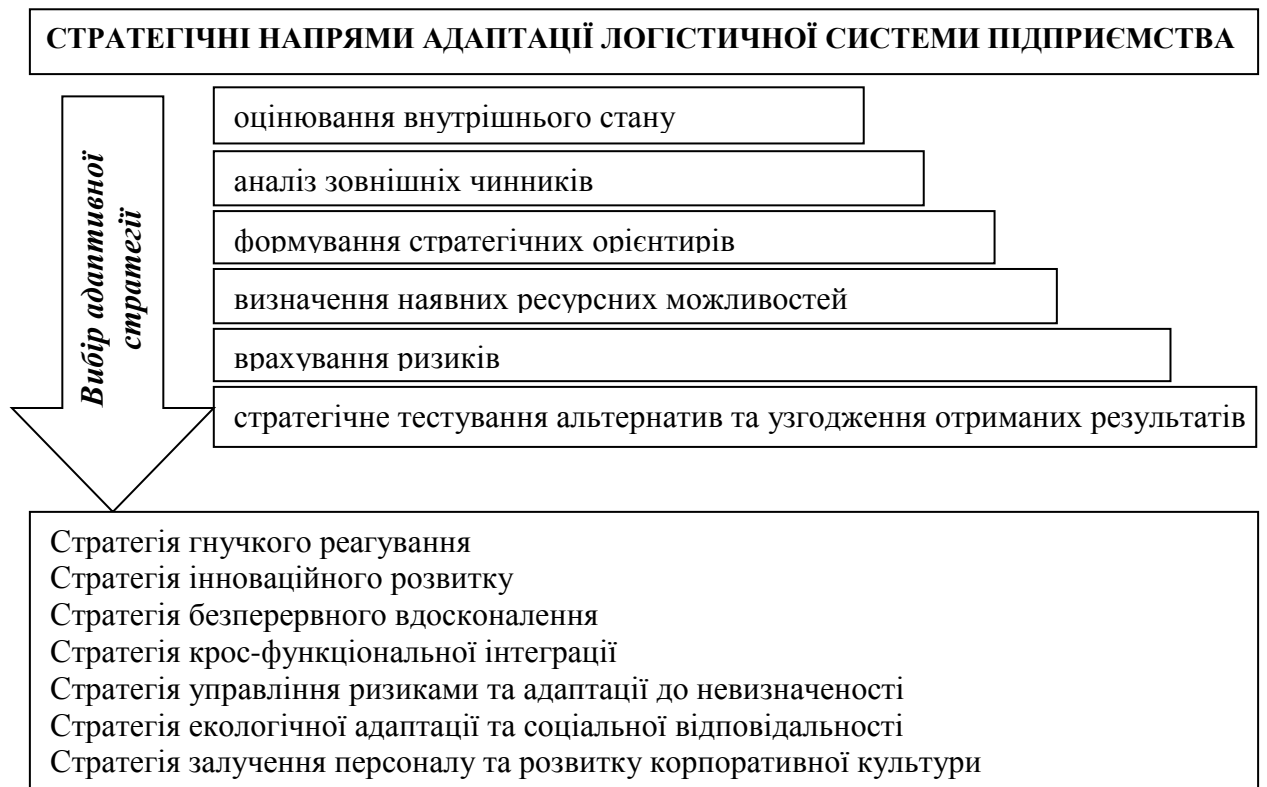 СТРАТЕГІЧНІ НАПРЯМИ АДАПТАЦІЇ ЛОГІСТИЧНОЇ СИСТЕМИ ПІДПРИЄМСТВА
Вибір адаптивної
стратегії
оцінювання внутрішнього стану
аналіз зовнішніх чинників
формування стратегічних орієнтирів
визначення наявних ресурсних можливостей
врахування ризиків
стратегічне тестування альтернатив та узгодження отриманих результатів
Стратегія гнучкого реагування
Стратегія інноваційного розвитку
Стратегія безперервного вдосконалення
Стратегія крос-функціональної інтеграції
Стратегія управління ризиками та адаптації до невизначеності
Стратегія екологічної адаптації та соціальної відповідальності
Стратегія залучення персоналу та розвитку корпоративної культури